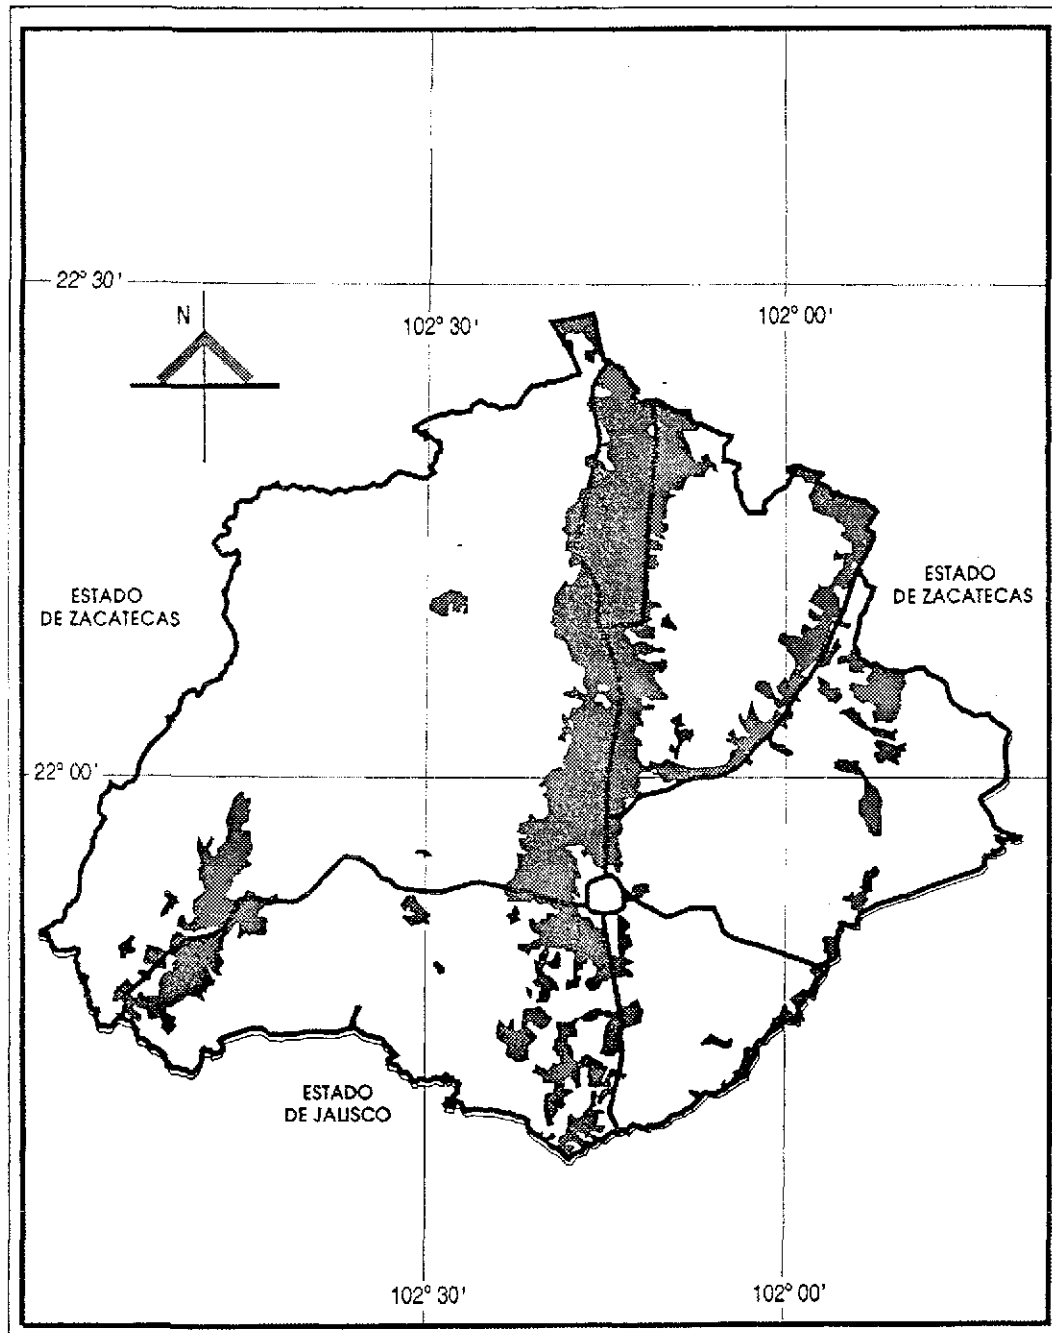 22° 30'
N
102° 30'
102° 00'
ESTADO
DE ZACATECAS
ESTADO
DE ZACATECAS
22° 00'
ESTADO
DE JALISCO
102° 30'
102° 00'